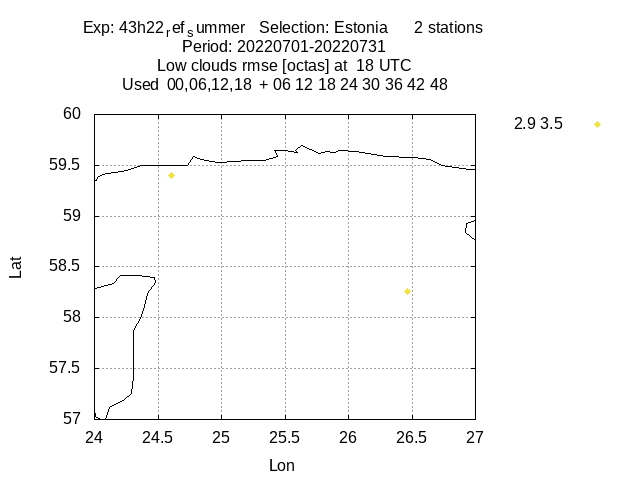 Exp: 43h22refsummer Selection: Estonia 2 stations
Period: 20220701-20220731
Low clouds rmse [octas] at 18 UTC
Used 00,06,12,18 + 06 12 18 24 30 36 42 48
2.9 3.5
60
59.5
59
58.5
58
57.5
57
Lat
24 24.5 25 25.5 26 26.5 27
Lon